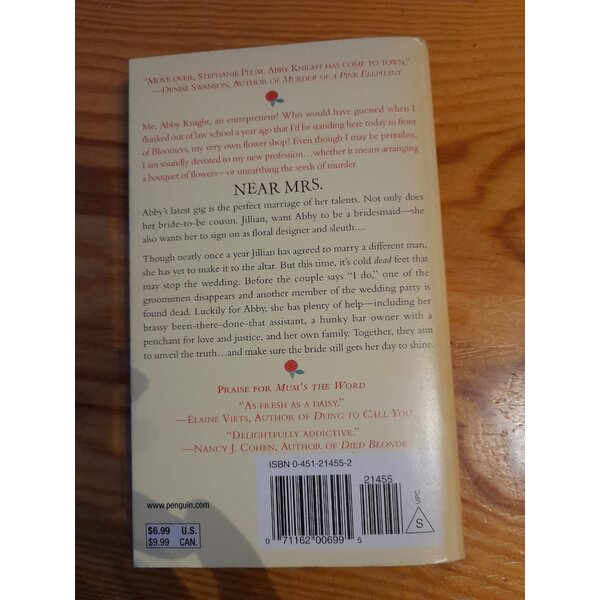 "Move over, Stephanie Plum. Abby Knight has come to town."
—Denise Swanson, Author of Murder of a Pink Elephant
Me, Abby Knight, an entrepreneur! Who would have guessed when I
flunked out of law school a year ago that I'd be standing here today in front
of Bloomers, my very own flower shop? Even though I may be penniless,
I am soundly devoted to my new profession…whether it means arranging
a bouquet of flowers—or unearthing the seeds of murder.
NEAR MRS.
Abby's latest gig is the perfect marriage of her talents. Not only does
her bride-to-be cousin, Jillian, want Abby to be a bridesmaid—she
also wants her to sign on as floral designer and sleuth....
Though nearly once a year Jillian has agreed to marry a different man,
she has yet to make it to the altar. But this time, it's cold dead feet that
may stop the wedding. Before the couple says "I do," one of the
groomsmen disappears and another member of the wedding party is
found dead. Luckily for Abby, she has plenty of help—including her
brassy been-there-done-that assistant, a hunky bar owner with a
penchant for love and justice, and her own family. Together, they aim
to unveil the truth…and make sure the bride still gets her day to shine.
Praise for Mum's the Word
"As fresh as a daisy."
—Elaine Viets, Author of Dying to Call You
"Delightfully addictive."
—Nancy J. Cohen, Author of Died Blonde
ISBN 0-451-21455-2
21455
UPC
S
www.penguin.com
$6.99 U.S.
$9.99 CAN.
0 71162 00699 5